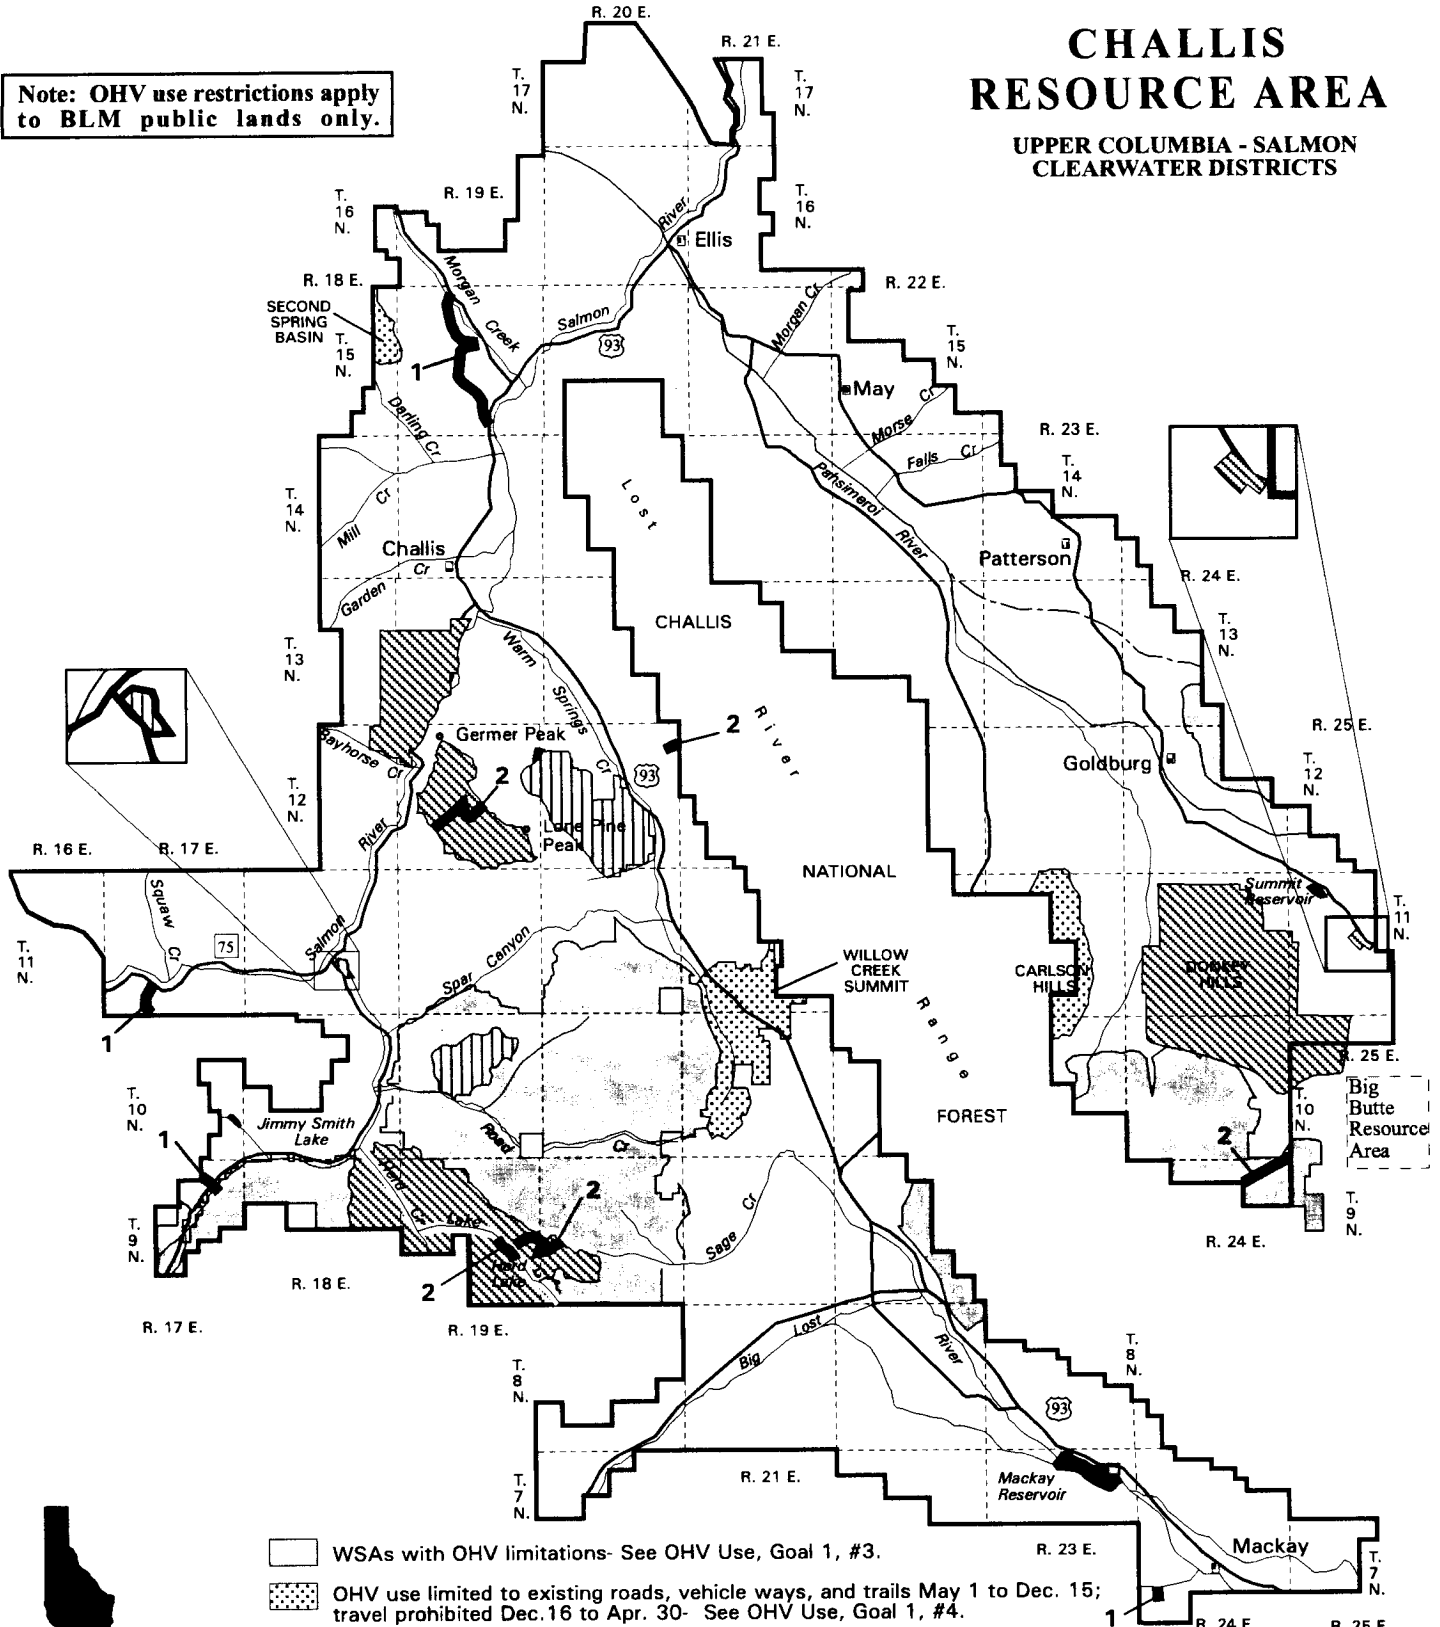 CHALLIS
RESOURCE AREA
UPPER COLUMBIA - SALMON
CLEARWATER DISTRICTS
Note: OHV use restrictions apply
to BLM public lands only.
R. 20 E.
R. 21 E.
T.
17
N.
T.
17
N.
R. 19 E.
T.
16
N.
T.
16
N.
River
Ellis
R. 18 E.
Morgan
Creek
Salmon
93
Morgan Cr
R. 22 E.
SECOND
SPRING
BASIN
T.
15
N.
T.
15
N.
1
May
Darling Cr
Morse Cr
R. 23 E.
Falls Cr
T.
14
N.
Lost
Pahsimeroi
River
T.
14
N.
Mill Cr
Challis
Cr
Garden
Patterson
R. 24 E.
CHALLIS
T.
13
N.
T.
13
N.
Warm
Springs
Cr
River
2
R. 25 E.
Bayhorse
Cr
Germer Peak
93
2
Goldburg
T.
12
N.
T.
12
N.
Lone Pine
Peak
River
R. 16 E.
R. 17 E.
NATIONAL
Summit
Reservoir
Squaw
Cr
75
Salmon
T.
11
N.
T.
11
N.
Spar Canyon
WILLOW
CREEK
SUMMIT
CARLSON
HILLS
DONKEY
HILLS
Range
1
R. 25 E.
T.
10
N.
Jimmy Smith
Lake
Road
Cr
FOREST
T.
10
N.
Big
Butte
Resource
Area
1
2
Herd
Cr
Lake
2
Sage Cr
T.
9
N.
T.
9
N.
Herd
Lake
2
R. 18 E.
R. 24 E.
R. 17 E.
R. 19 E.
Big
Lost
River
T.
8
N.
T.
8
N.
93
R. 21 E.
Mackay
Reservoir
T.
7
N.
WSAs with OHV limitations- See OHV Use, Goal 1, #3.
R. 23 E.
Mackay
T.
7
N.
OHV use limited to existing roads, vehicle ways, and trails May 1 to Dec. 15;
travel prohibited Dec.16 to Apr. 30- See OHV Use, Goal 1, #4.
1
R. 24 E.
R. 25 E.